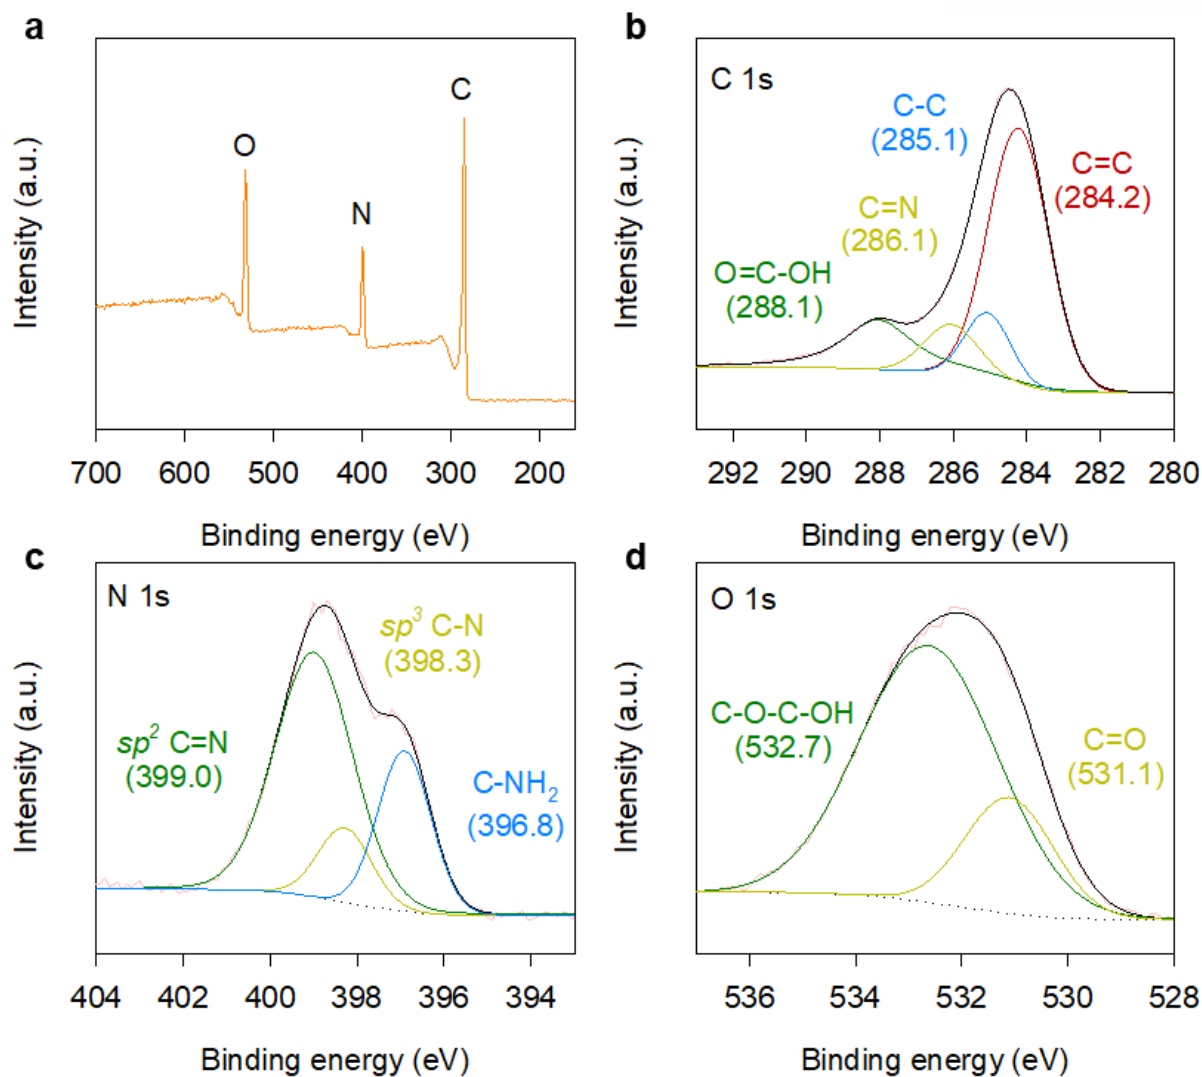 a
O
N
C
Intensity (a.u.)
700 600 500 400 300 200
Binding energy (eV)
b
C 1s
C-C
(285.1)
C=C
(284.2)
C=N
(286.1)
O=C-OH
(288.1)
Intensity (a.u.)
292 290 288 286 284 282 280
Binding energy (eV)
c
N 1s
sp³ C-N
(398.3)
sp² C=N
(399.0)
C-NH₂
(396.8)
Intensity (a.u.)
404 402 400 398 396 394
Binding energy (eV)
d
O 1s
C-O-C-OH
(532.7)
C=O
(531.1)
Intensity (a.u.)
536 534 532 530 528
Binding energy (eV)